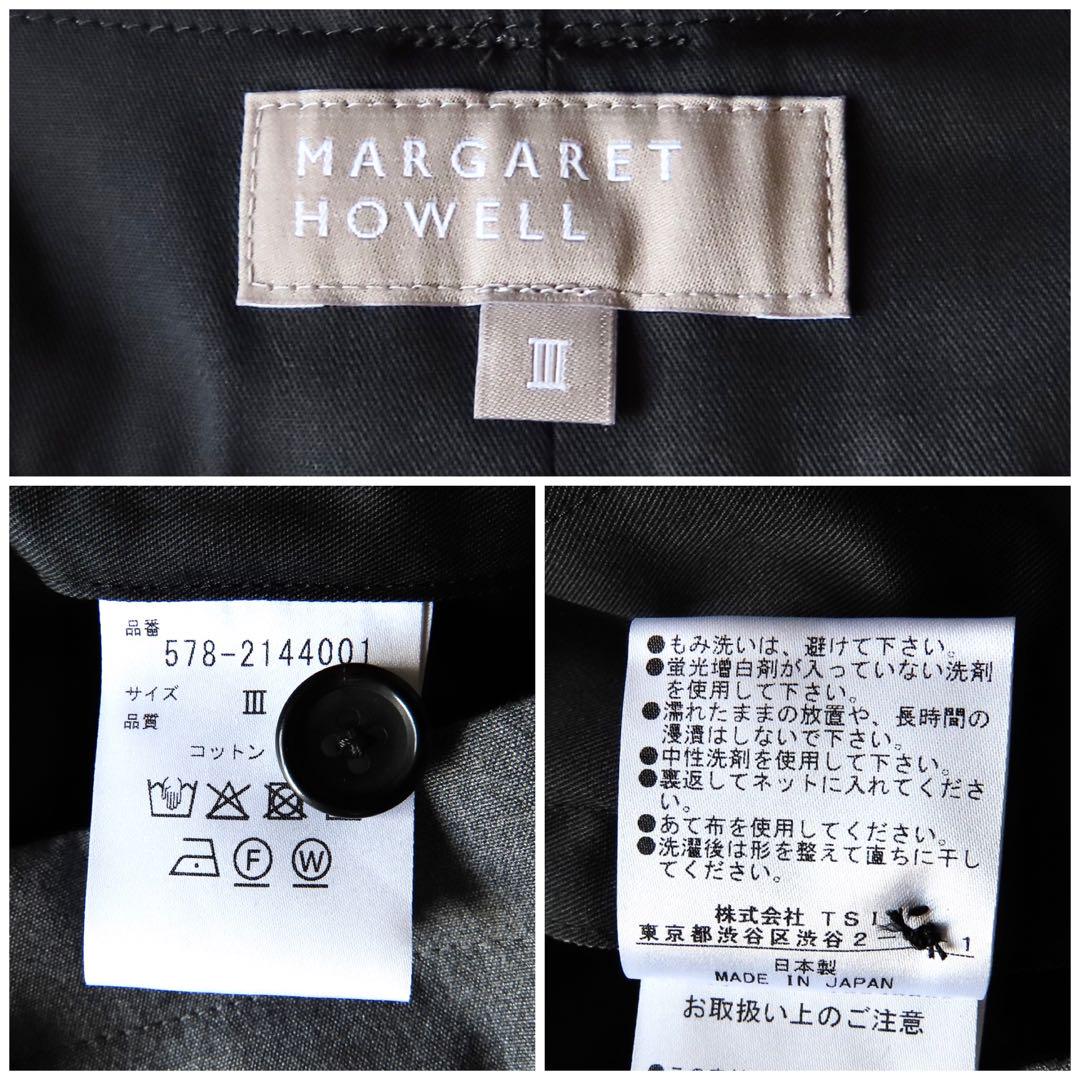 MARGARET
HOWELL
III
品番
578-2144001
サイズ III
品質
コットン
F W
●もみ洗いは、避けて下さい。
●蛍光増白剤が入っていない洗剤
を使用して下さい。
●濡れたままの放置や、長時間の
浸漬はしないで下さい。
●中性洗剤を使用して下さい。
●裏返してネットに入れてくださ
い。
●あて布を使用してください。
●洗濯後は形を整えて直ちに干し
てください。
株式会社 TSI
東京都渋谷区渋谷2 1
日本製
MADE IN JAPAN
お取扱い上のご注意